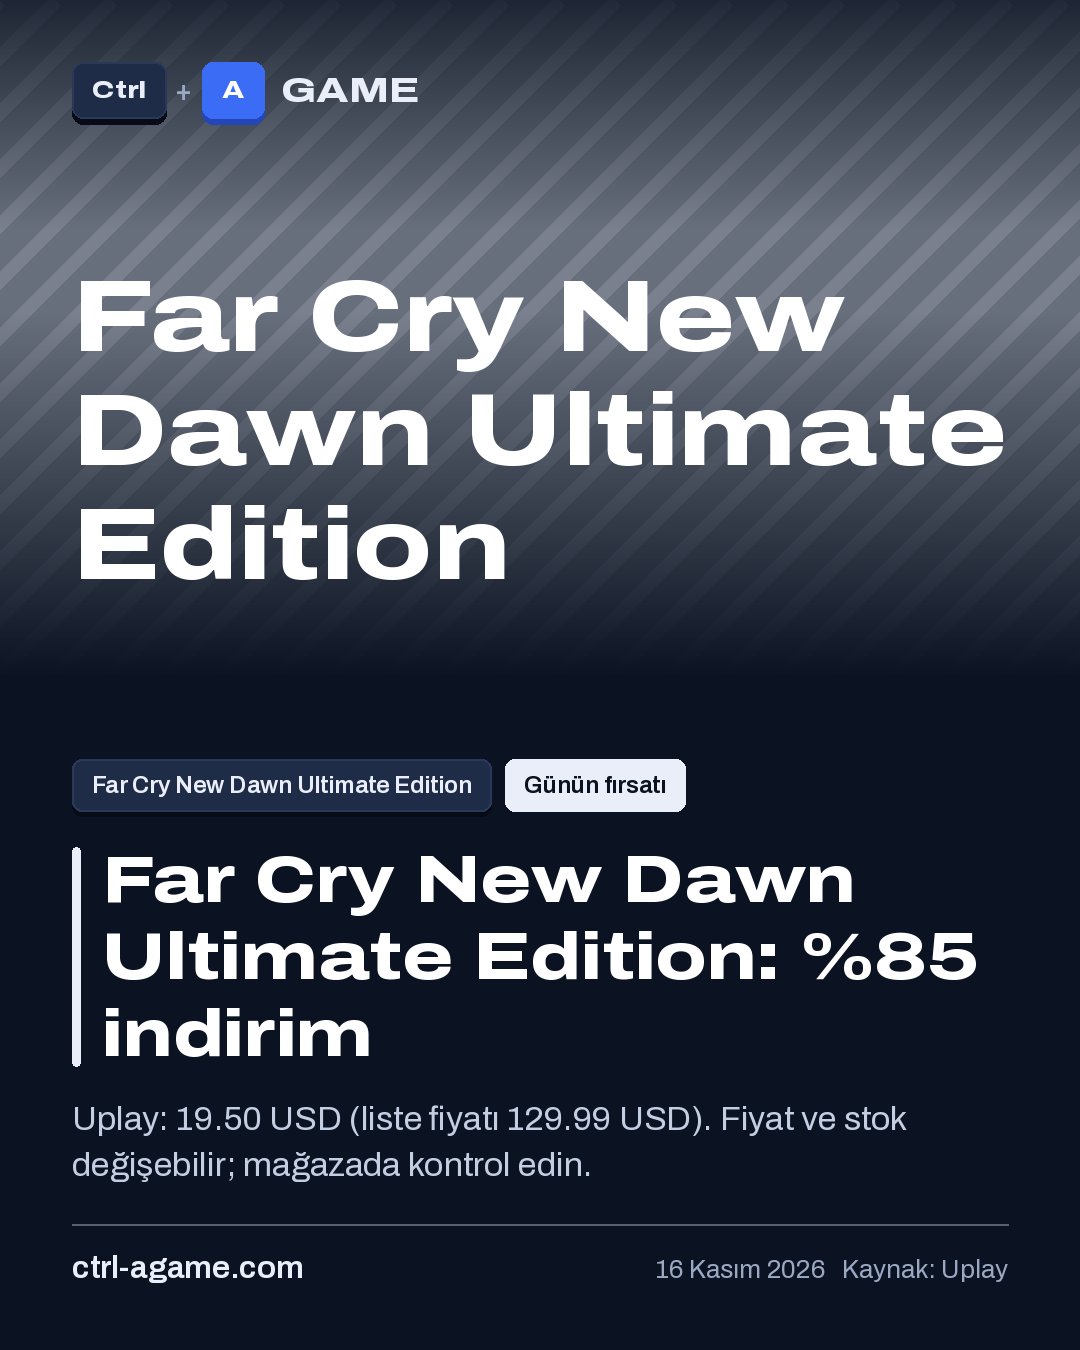 Ctrl + A GAME
Far Cry New
Dawn Ultimate
Edition
Far Cry New Dawn Ultimate Edition
Günün fırsatı
Far Cry New Dawn
Ultimate Edition: %85
indirim
Uplay: 19.50 USD (liste fiyatı 129.99 USD). Fiyat ve stok
değişebilir; mağazada kontrol edin.
ctrl-agame.com
16 Kasım 2026 Kaynak: Uplay